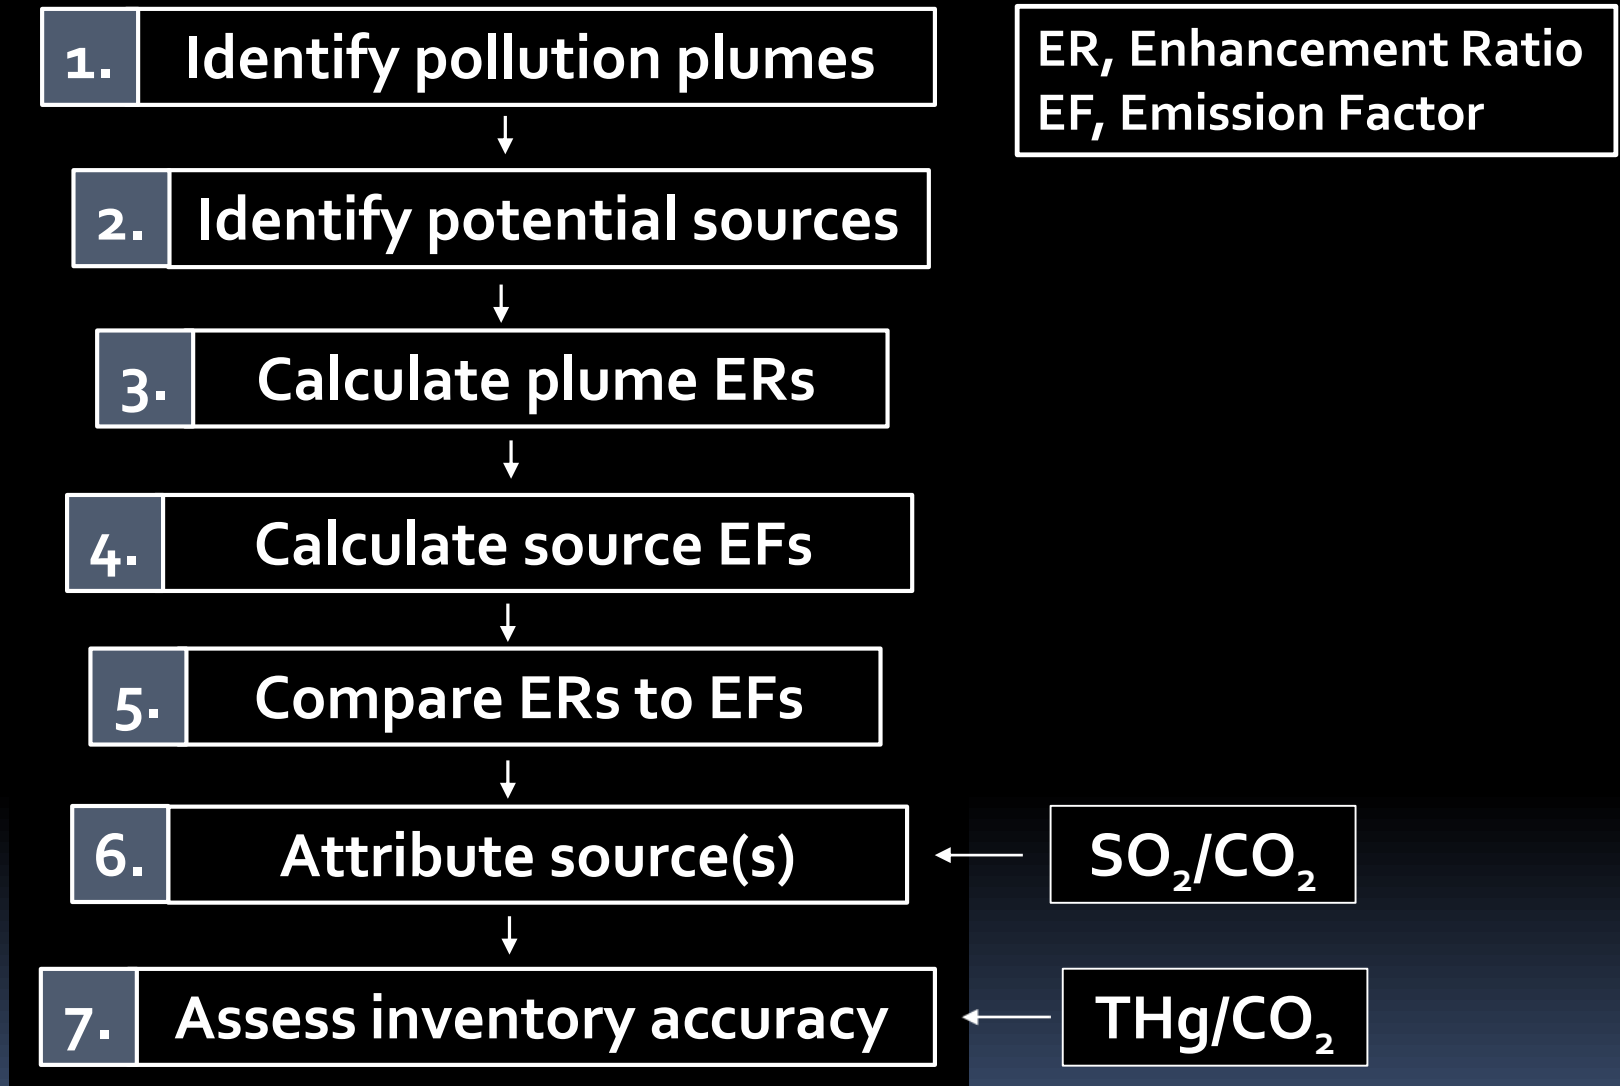 1. Identify pollution plumes
ER, Enhancement Ratio
EF, Emission Factor
2. Identify potential sources
3. Calculate plume ERs
4. Calculate source EFs
5. Compare ERs to EFs
6. Attribute source(s)
SO₂/CO₂
7. Assess inventory accuracy
THg/CO₂